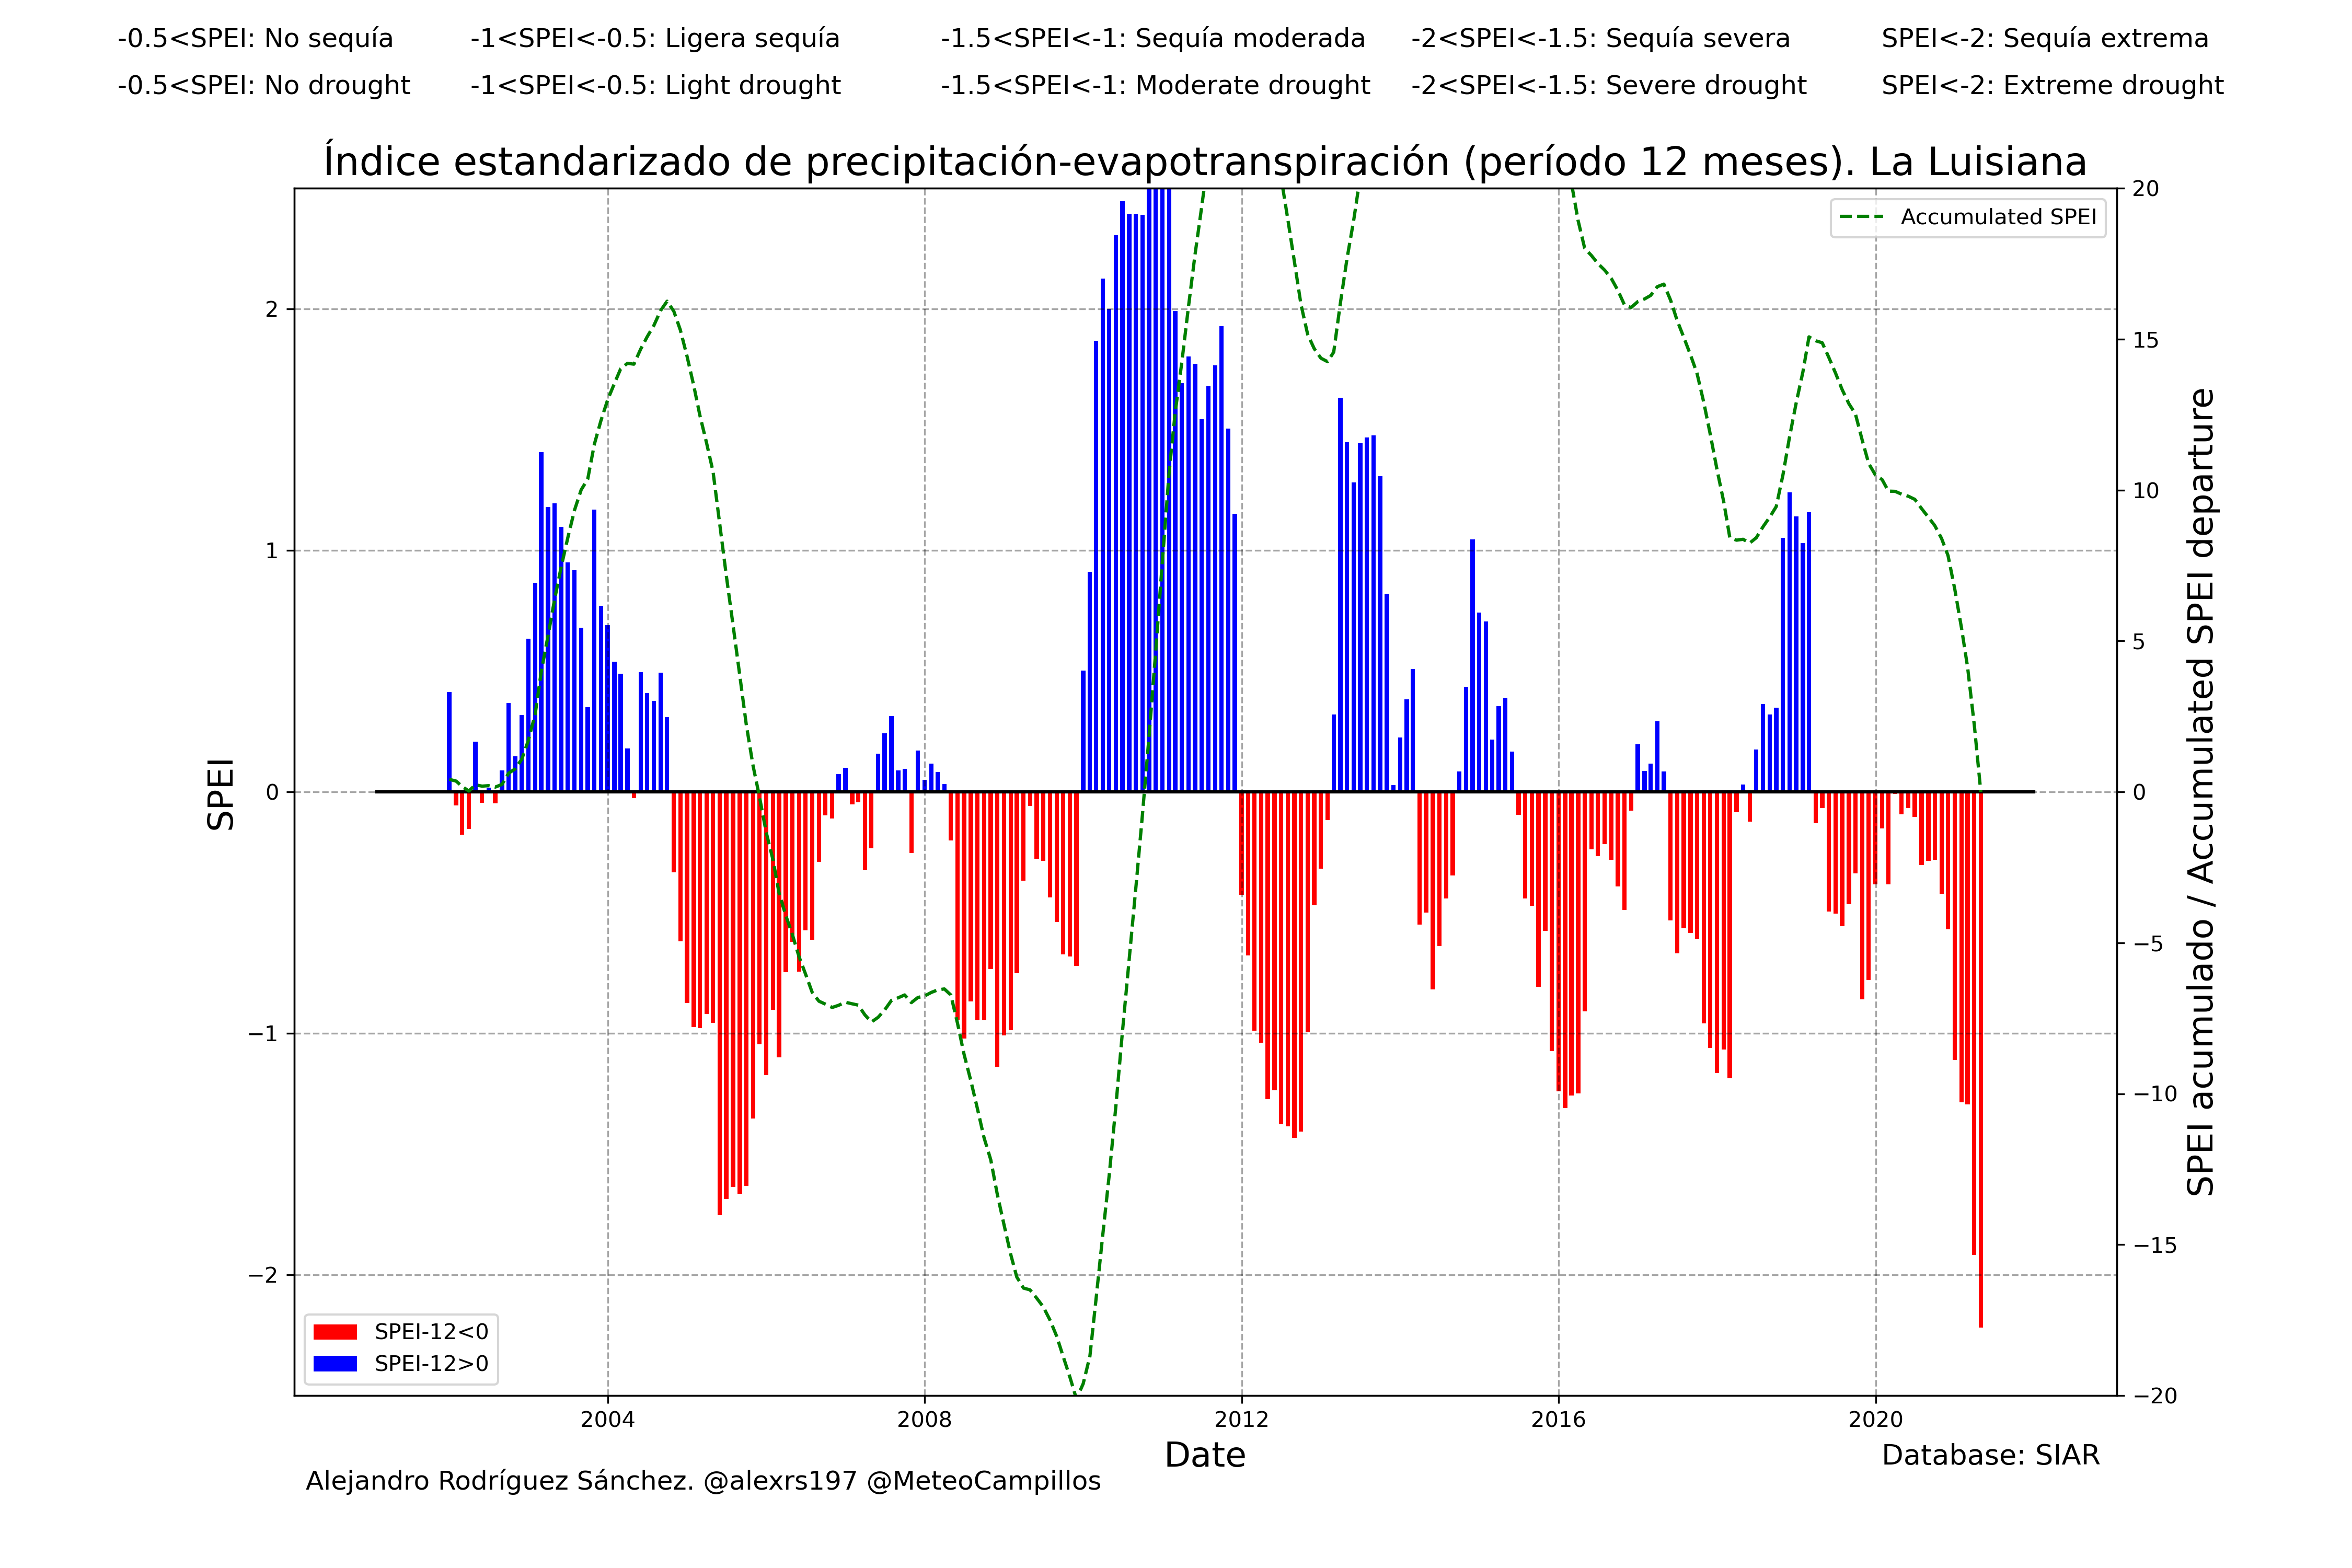 -0.5<SPEI: No sequía -1<SPEI<-0.5: Ligera sequía -1.5<SPEI<-1: Sequía moderada -2<SPEI<-1.5: Sequía severa SPEI<-2: Sequía extrema
-0.5<SPEI: No drought -1<SPEI<-0.5: Light drought -1.5<SPEI<-1: Moderate drought -2<SPEI<-1.5: Severe drought SPEI<-2: Extreme drought
Índice estandarizado de precipitación-evapotranspiración (período 12 meses). La Luisiana
Accumulated SPEI
SPEI
2
1
0
−1
−2
20
15
10
5
0
−5
−10
−15
−20
SPEI acumulado / Accumulated SPEI departure
SPEI-12<0
SPEI-12>0
2004 2008 2012 2016 2020
Date
Database: SIAR
Alejandro Rodríguez Sánchez. @alexrs197 @MeteoCampillos